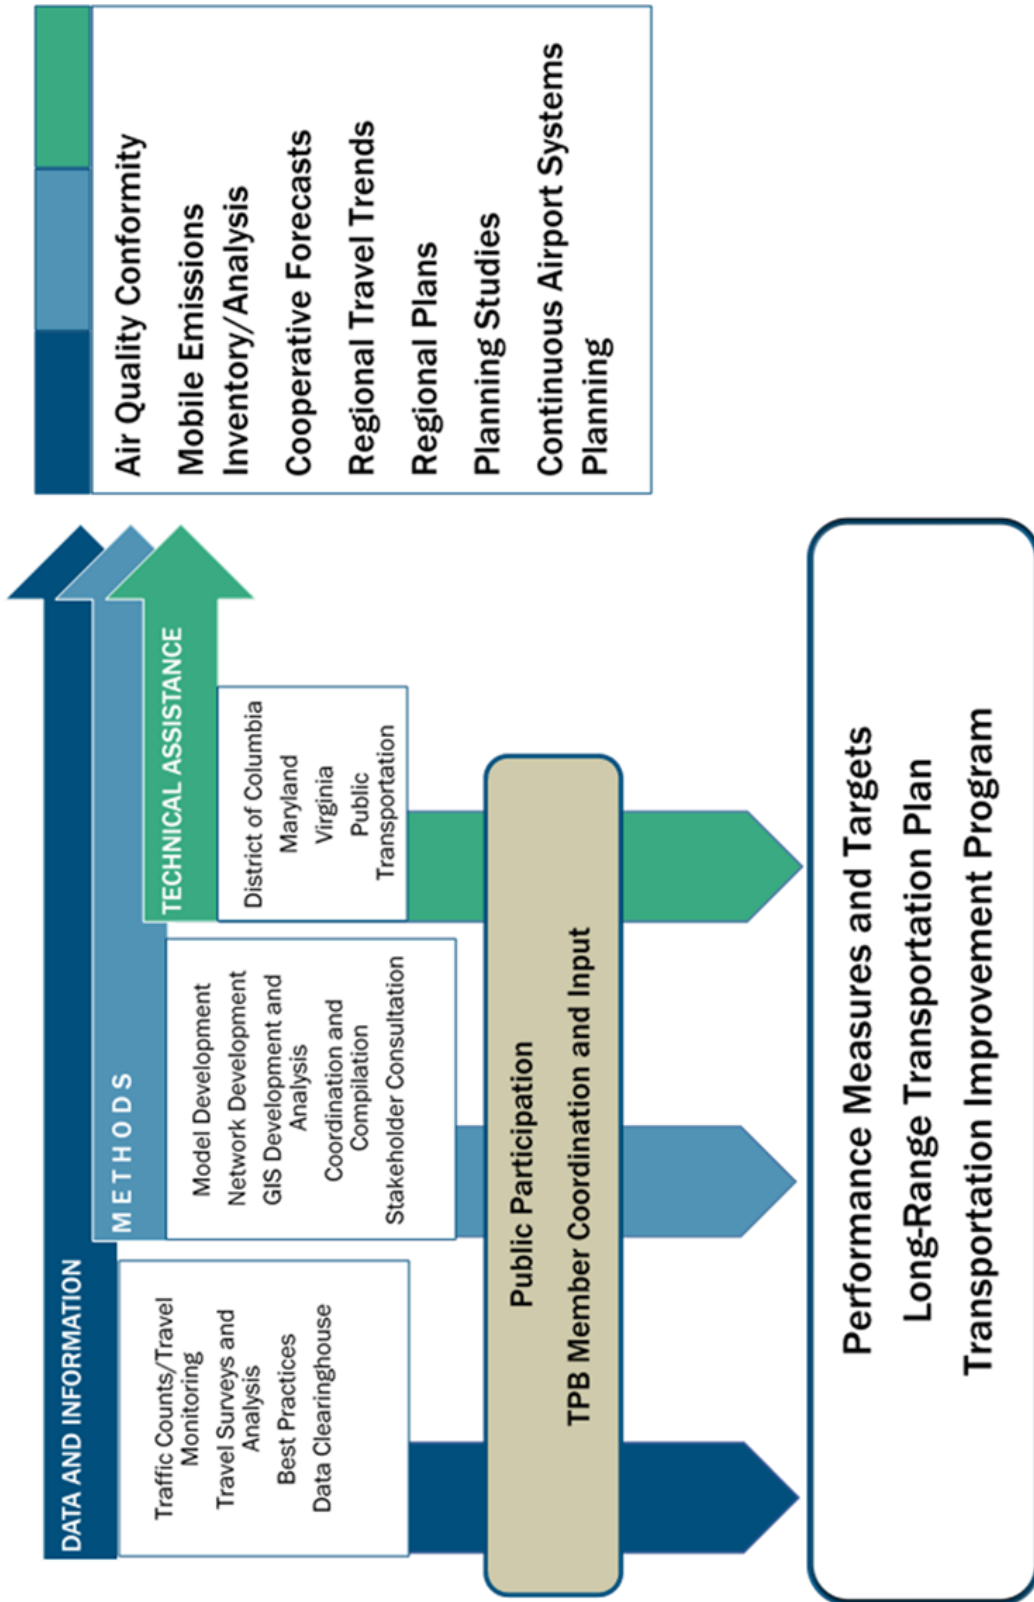 DATA AND INFORMATION
Traffic Counts/Travel
Monitoring
Travel Surveys and
Analysis
Best Practices
Data Clearinghouse
METHODS
Model Development
Network Development
GIS Development and
Analysis
Coordination and
Compilation
Stakeholder Consultation
TECHNICAL ASSISTANCE
District of Columbia
Maryland
Virginia
Public
Transportation
Air Quality Conformity
Mobile Emissions
Inventory/Analysis
Cooperative Forecasts
Regional Travel Trends
Regional Plans
Planning Studies
Continuous Airport Systems
Planning
Public Participation
TPB Member Coordination and Input
Performance Measures and Targets
Long-Range Transportation Plan
Transportation Improvement Program